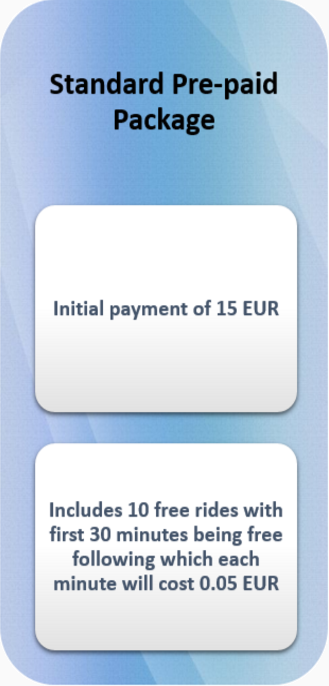 Standard Pre-paid
Package
Initial payment of 15 EUR
Includes 10 free rides with
first 30 minutes being free
following which each
minute will cost 0.05 EUR